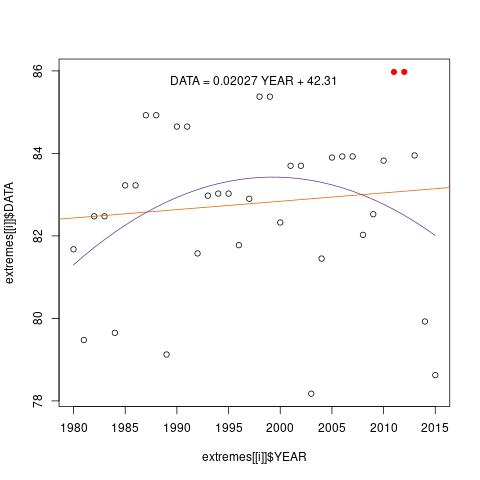 DATA = 0.02027 YEAR + 42.31
86
84
82
80
78
extremes[[i]]$DATA
1980 1985 1990 1995 2000 2005 2010 2015
extremes[[i]]$YEAR